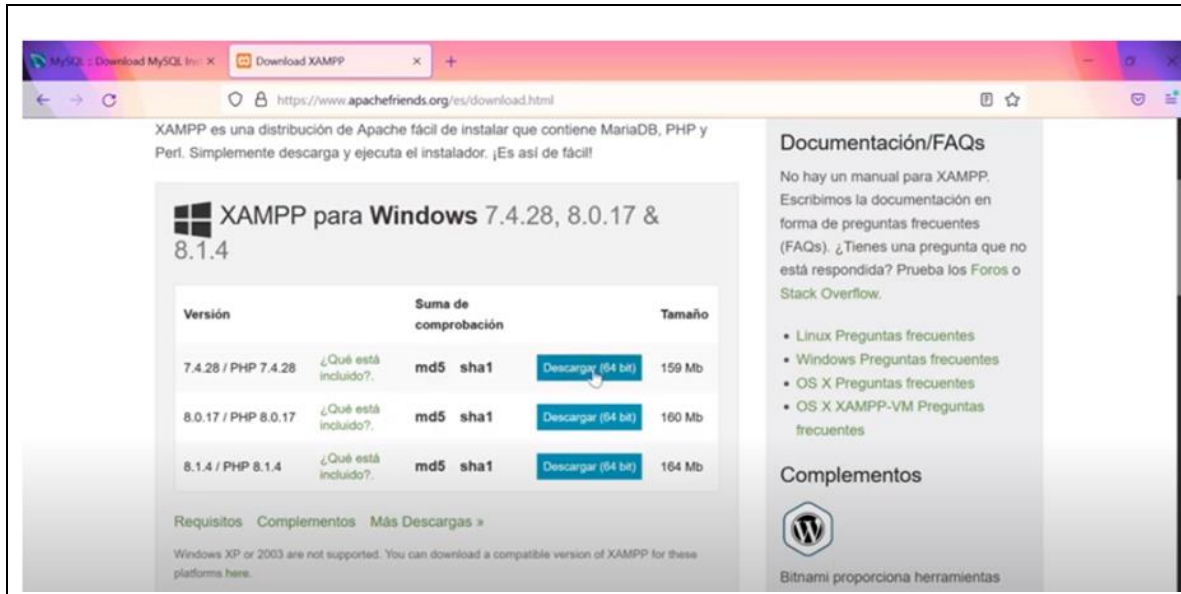 MySQL :: Download MySQL Inst
Download XAMPP
https://www.apachefriends.org/es/download.html
XAMPP es una distribución de Apache fácil de instalar que contiene MariaDB, PHP y
Perl. Simplemente descarga y ejecuta el instalador. ¡Es así de fácil!
XAMPP para Windows 7.4.28, 8.0.17 &
8.1.4
Versión Suma de comprobación Tamaño
7.4.28 / PHP 7.4.28 ¿Qué está incluido?. md5 sha1 Descargar (64 bit) 159 Mb
8.0.17 / PHP 8.0.17 ¿Qué está incluido?. md5 sha1 Descargar (64 bit) 160 Mb
8.1.4 / PHP 8.1.4 ¿Qué está incluido?. md5 sha1 Descargar (64 bit) 164 Mb
Requisitos Complementos Más Descargas »
Windows XP or 2003 are not supported. You can download a compatible version of XAMPP for these
platforms here.
Documentación/FAQs
No hay un manual para XAMPP.
Escribimos la documentación en
forma de preguntas frecuentes
(FAQs). ¿Tienes una pregunta que no
está respondida? Prueba los Foros o
Stack Overflow.
• Linux Preguntas frecuentes
• Windows Preguntas frecuentes
• OS X Preguntas frecuentes
• OS X XAMPP-VM Preguntas
frecuentes
Complementos
Bitnami proporciona herramientas